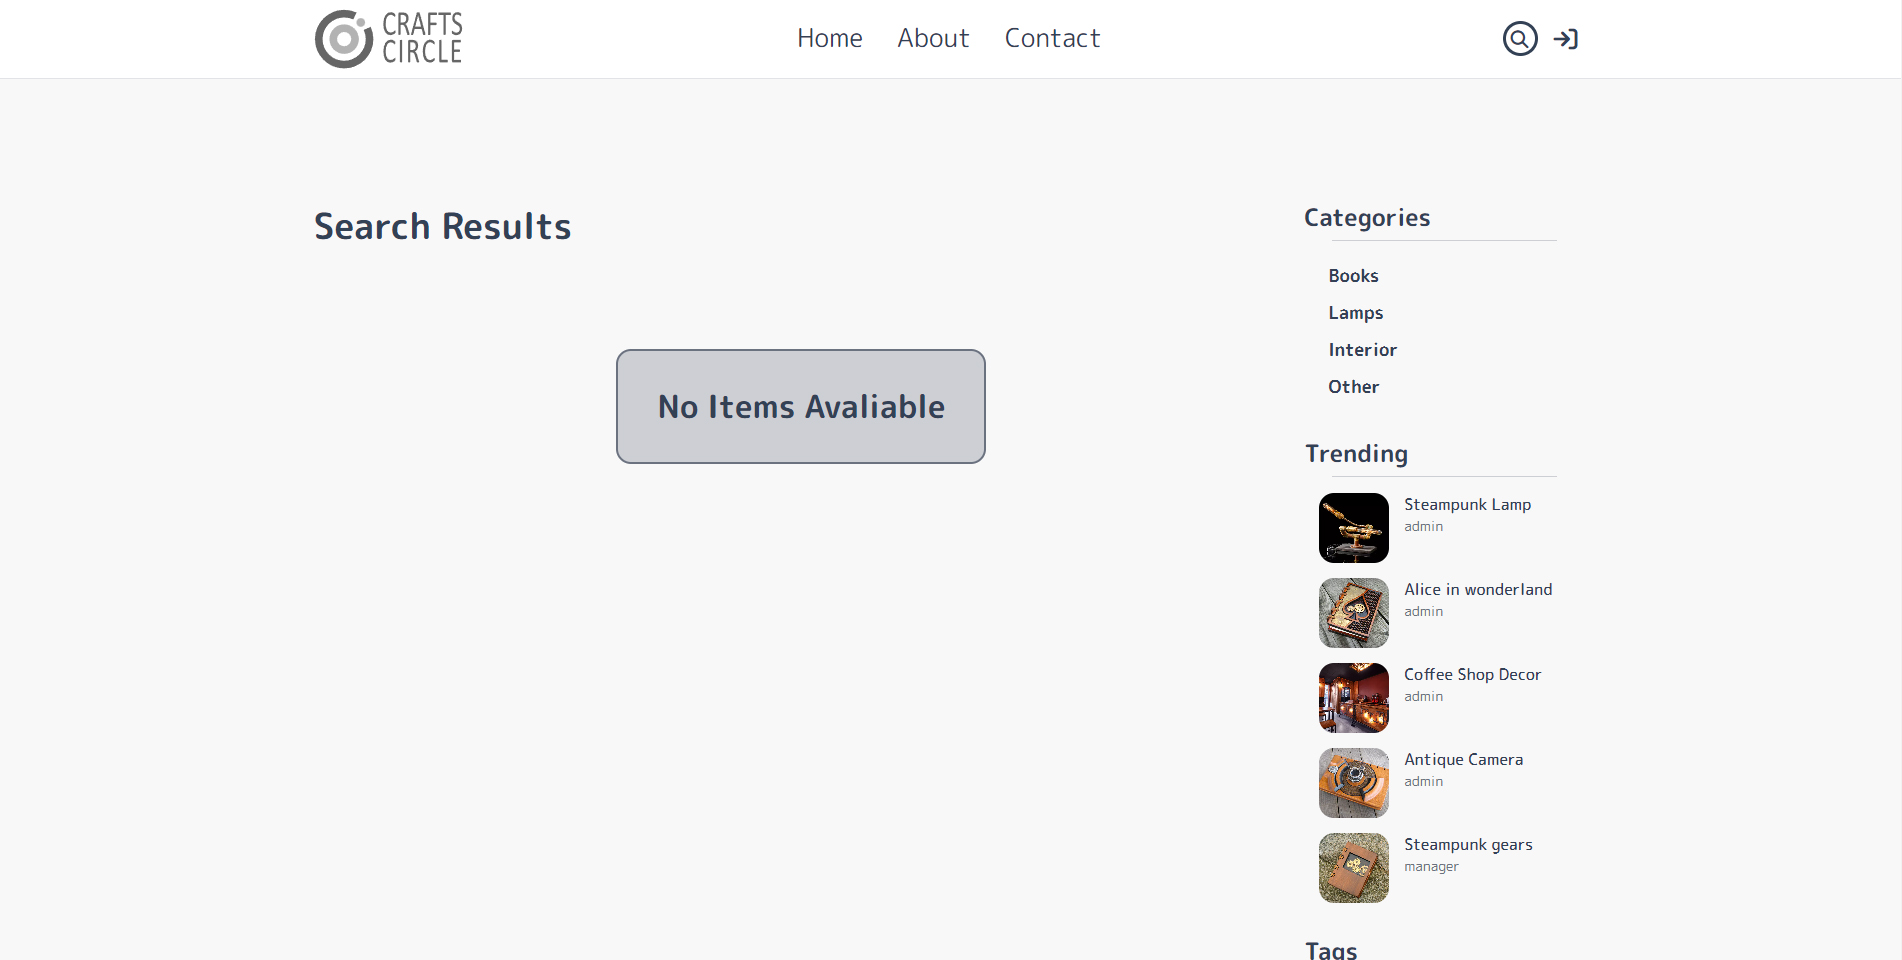 CRAFTS
CIRCLE
Home About Contact
Search Results
No Items Avaliable
Categories
Books
Lamps
Interior
Other
Trending
Steampunk Lamp
admin
Alice in wonderland
admin
Coffee Shop Decor
admin
Antique Camera
admin
Steampunk gears
manager
Tags